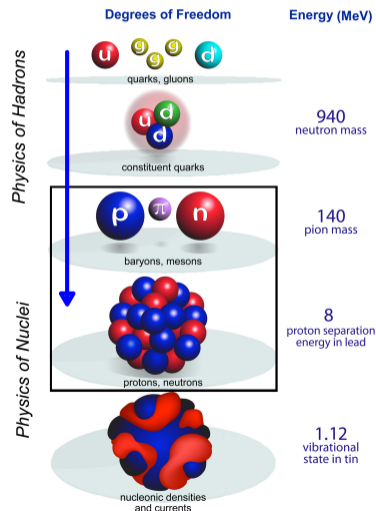 Degrees of Freedom
Energy (MeV)
Physics of Hadrons
u g g g g d
quarks, gluons
u d d
constituent quarks
940
neutron mass
p π n
baryons, mesons
140
pion mass
Physics of Nuclei
protons, neutrons
8
proton separation
energy in lead
nucleonic densities
and currents
1.12
vibrational
state in tin